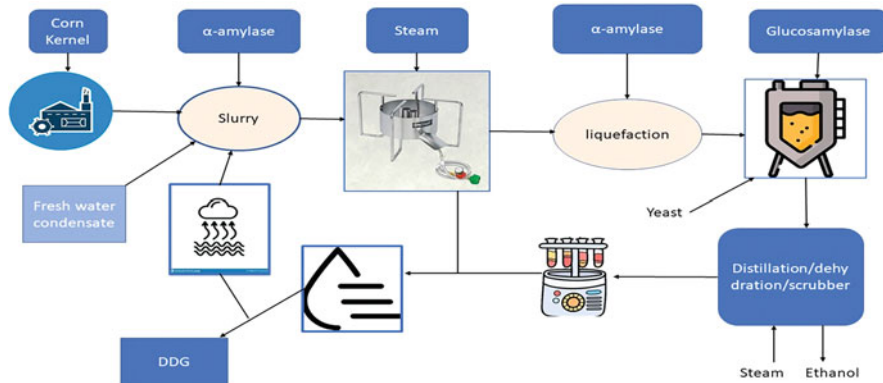 Corn
Kernel
α-amylase
Steam
α-amylase
Glucosamylase
Slurry
liquefaction
Fresh water
condensate
Yeast
Distillation/dehy
dration/scrubber
DDG
Steam
Ethanol